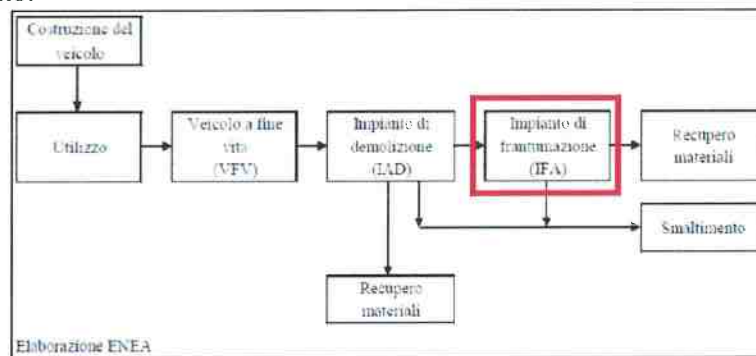 Costruzione del
veicolo
Utilizzo
Veicolo a fine
vita
(VFV)
Impianto di
demolizione
(IAD)
Impianto di
frantumazione
(IFA)
Recupero
materiali
Smaltimento
Recupero
materiali
Elaborazione ENEA